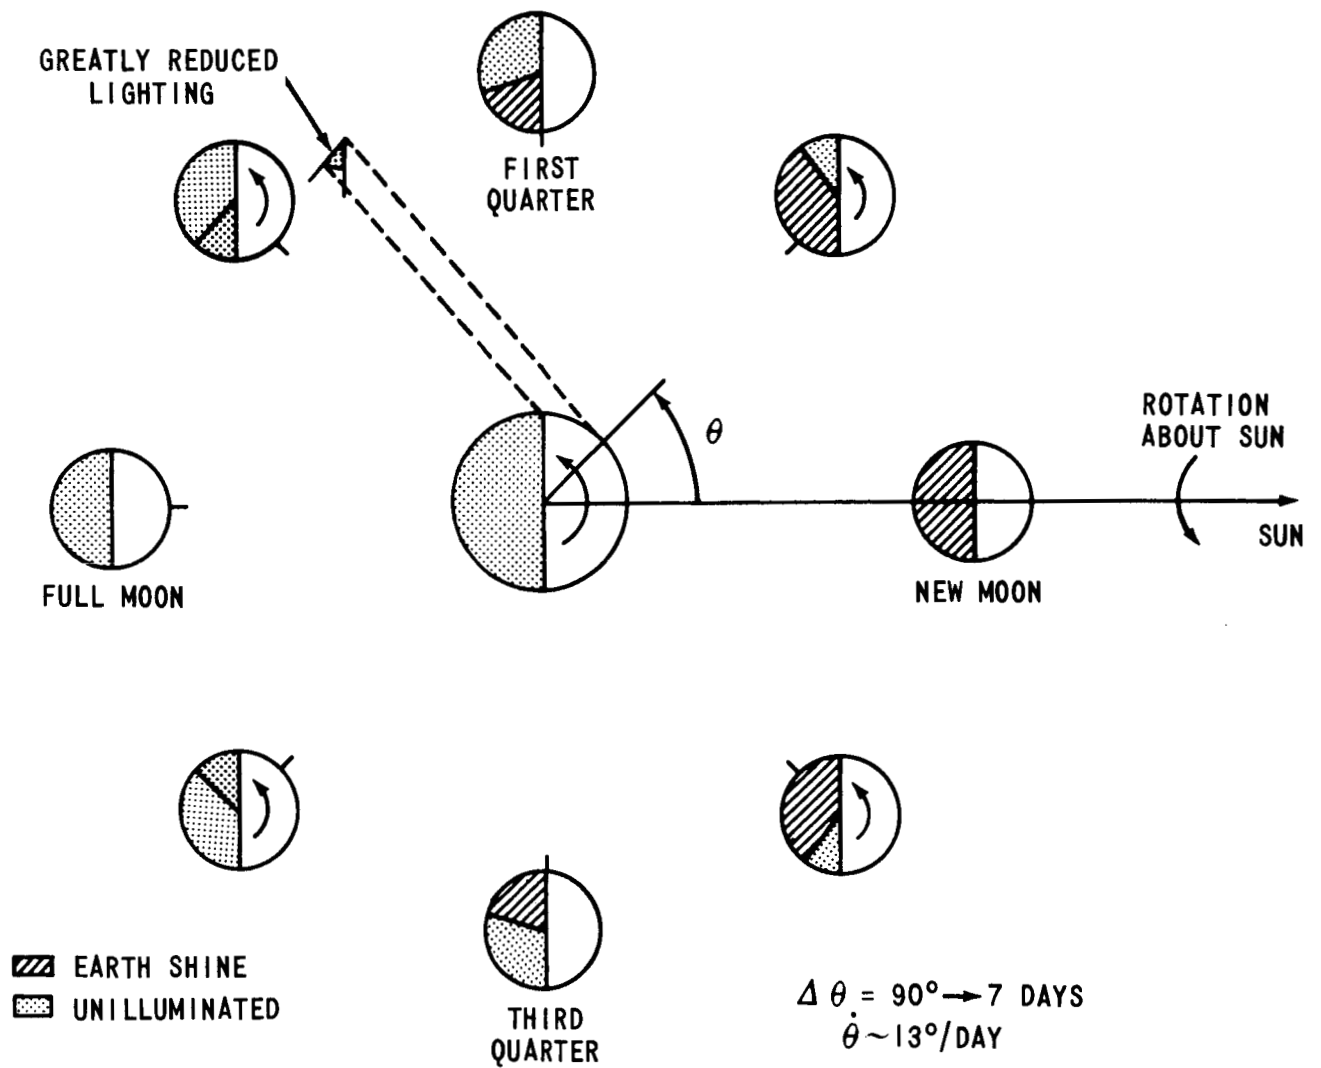 GREATLY REDUCED
LIGHTING
FIRST
QUARTER
θ
ROTATION
ABOUT SUN
SUN
FULL MOON
NEW MOON
EARTH SHINE
UNILLUMINATED
THIRD
QUARTER
Δ θ = 90° → 7 DAYS
θ̇ ~ 13°/DAY